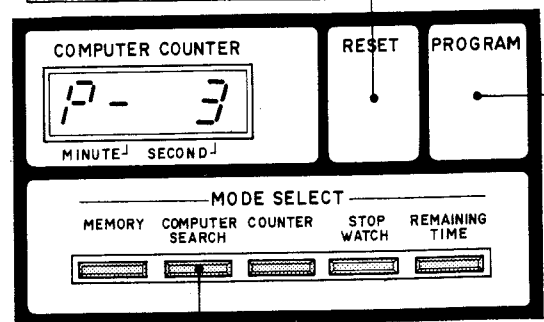 COMPUTER COUNTER
RESET
PROGRAM
P- 3
MINUTE SECOND
MODE SELECT
MEMORY COMPUTER SEARCH COUNTER STOP WATCH REMAINING TIME